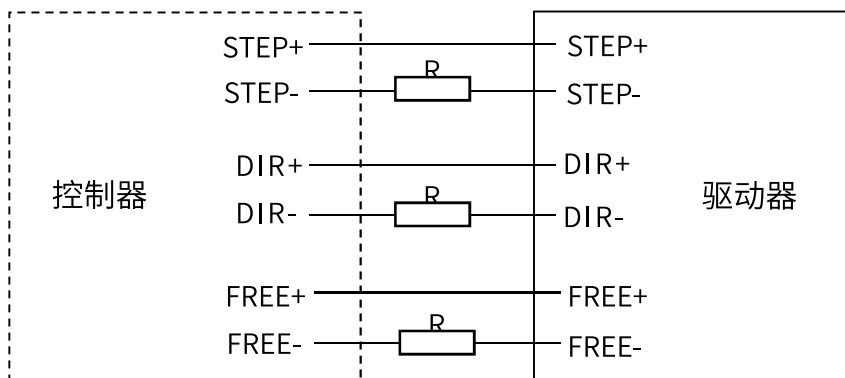 STEP+ STEP+
R
STEP- STEP-
DIR+ DIR+
控制器 驱动器
R
DIR- DIR-
FREE+ FREE+
R
FREE- FREE-